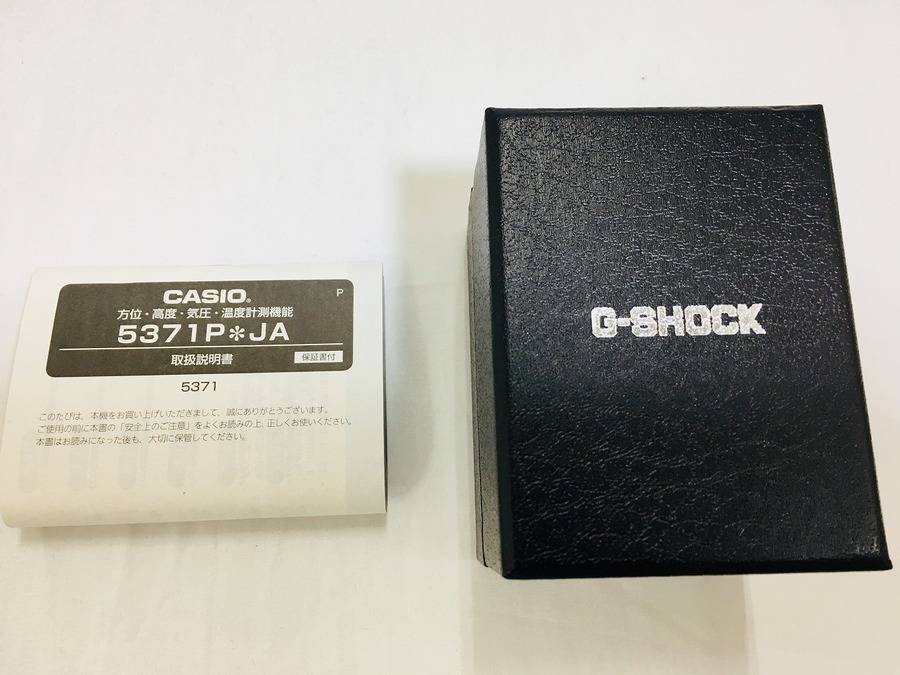 CASIO®
P
方位・高度・気圧・温度計測機能
5371P*JA
取扱説明書
保証書付
5371
このたびは、本機をお買い上げいただきまして、誠にありがとうございます。
ご使用の前に本書の「安全上のご注意」をよくお読みの上、正しくお使いください。
本書はお読みになった後も、大切に保管してください。
G-SHOCK